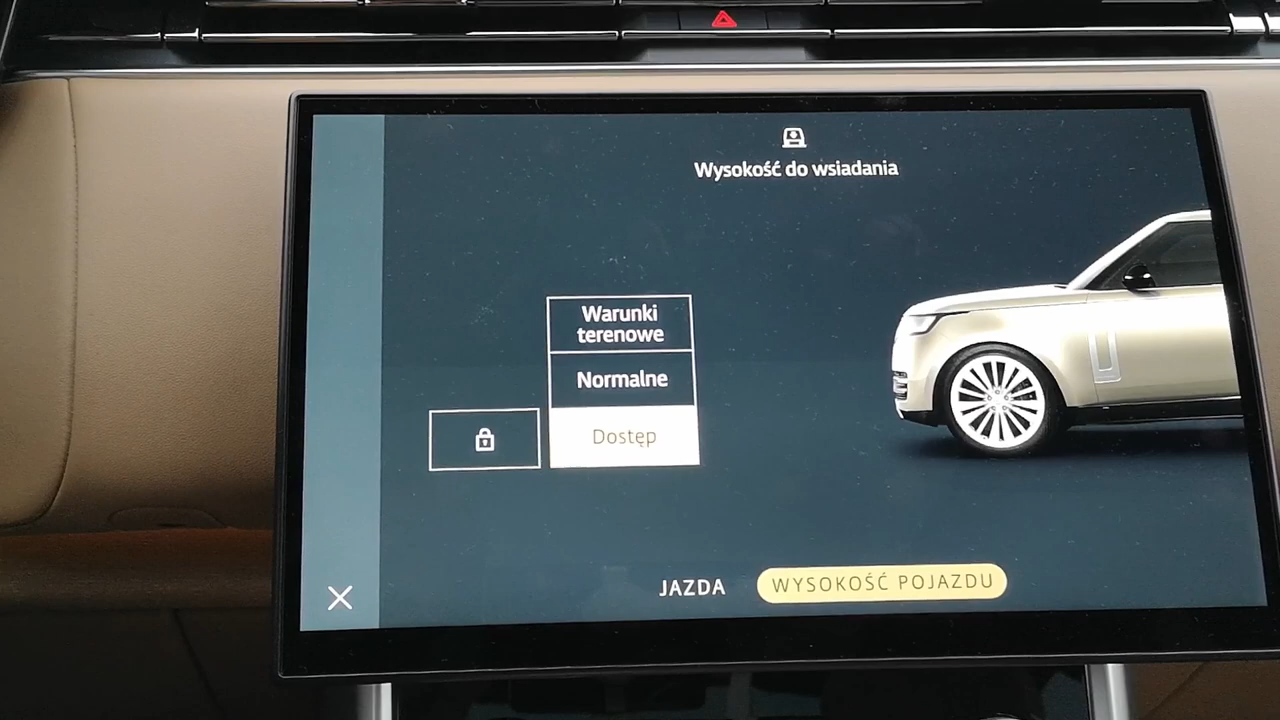 Wysokość do wsiadania
Warunki
terenowe
Normalne
Dostęp
JAZDA
WYSOKOŚĆ POJAZDU